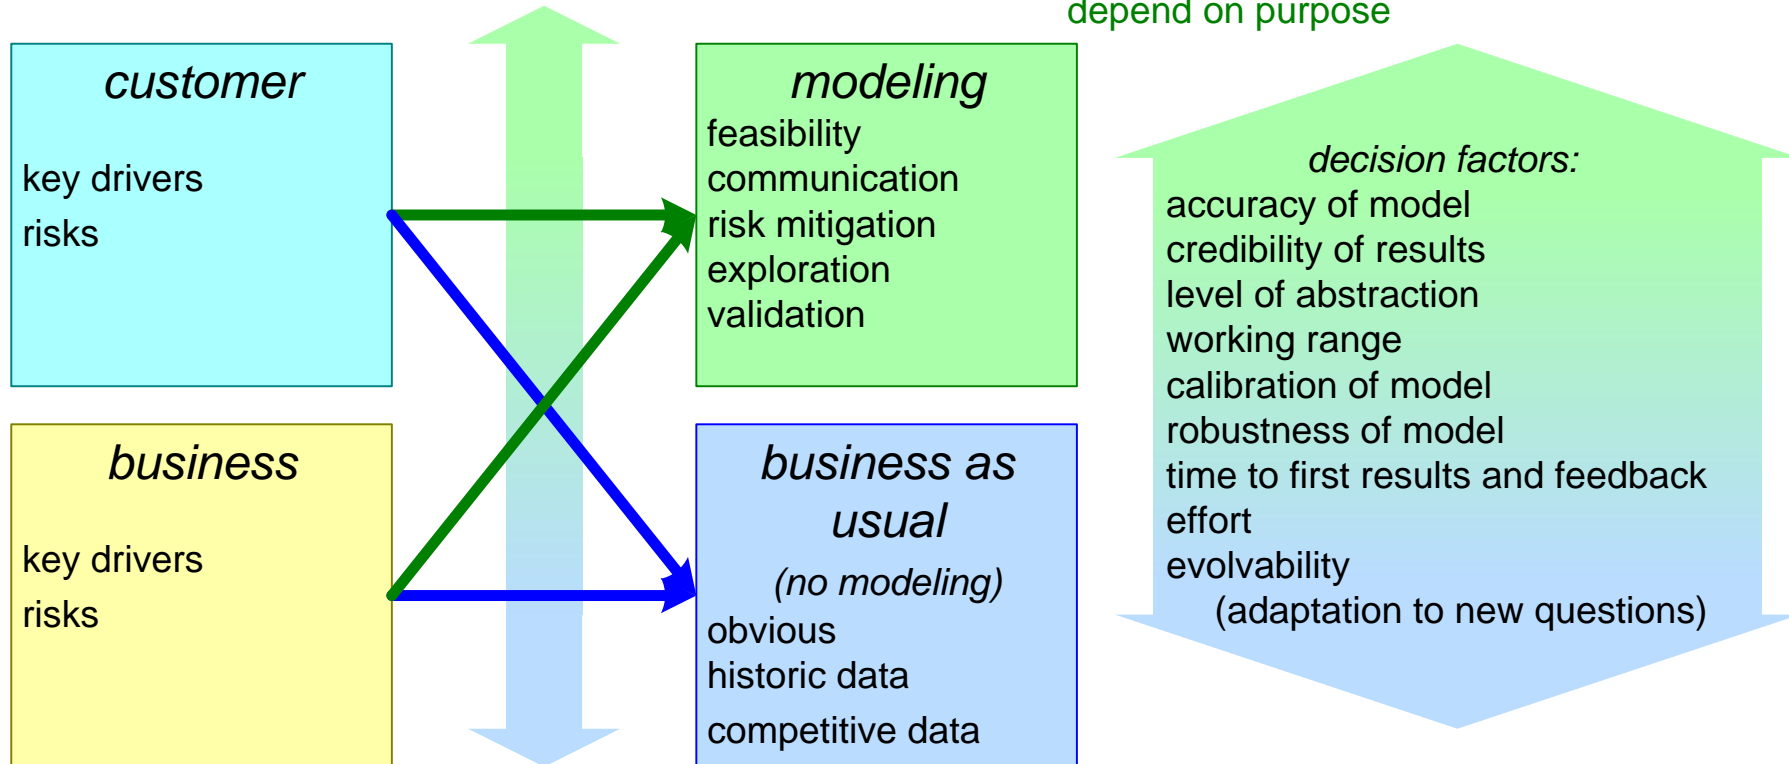 depend on purpose
customer
key drivers
risks
modeling
feasibility
communication
risk mitigation
exploration
validation
business
key drivers
risks
business as
usual
(no modeling)
obvious
historic data
competitive data
decision factors:
accuracy of model
credibility of results
level of abstraction
working range
calibration of model
robustness of model
time to first results and feedback
effort
evolvability
(adaptation to new questions)